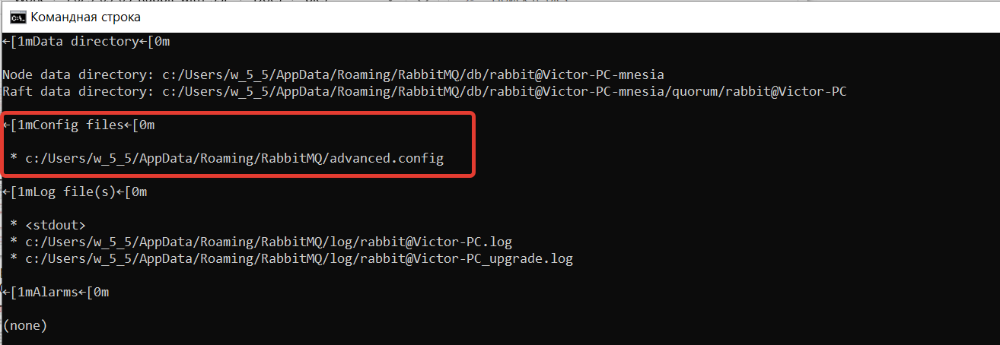 Командная строка
←[1mData directory←[0m
Node data directory: c:/Users/w_5_5/AppData/Roaming/RabbitMQ/db/rabbit@Victor-PC-mnesia
Raft data directory: c:/Users/w_5_5/AppData/Roaming/RabbitMQ/db/rabbit@Victor-PC-mnesia/quorum/rabbit@Victor-PC
←[1mConfig files←[0m
* c:/Users/w_5_5/AppData/Roaming/RabbitMQ/advanced.config
←[1mLog file(s)←[0m
* <stdout>
* c:/Users/w_5_5/AppData/Roaming/RabbitMQ/log/rabbit@Victor-PC.log
* c:/Users/w_5_5/AppData/Roaming/RabbitMQ/log/rabbit@Victor-PC_upgrade.log
←[1mAlarms←[0m
(none)